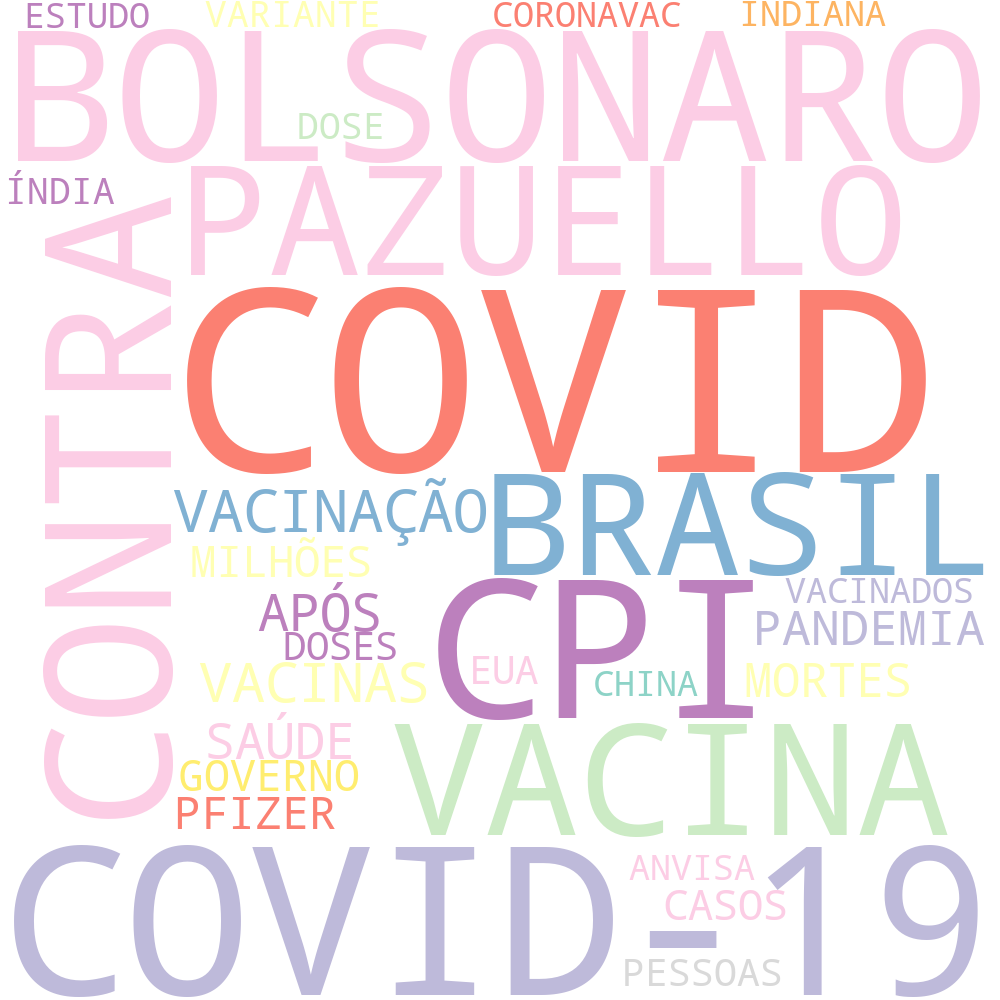 ESTUDO
VARIANTE
CORONAVAC
INDIANA
BOLSONARO
DOSE
ÍNDIA
PAZUELLO
CONTRA
COVID
VACINAÇÃO
BRASIL
MILHÕES
VACINADOS
APÓS
CPI
PANDEMIA
DOSES
VACINAS
EUA
CHINA
MORTES
SAÚDE
VACINA
GOVERNO
PFIZER
COVID-19
ANVISA
CASOS
PESSOAS